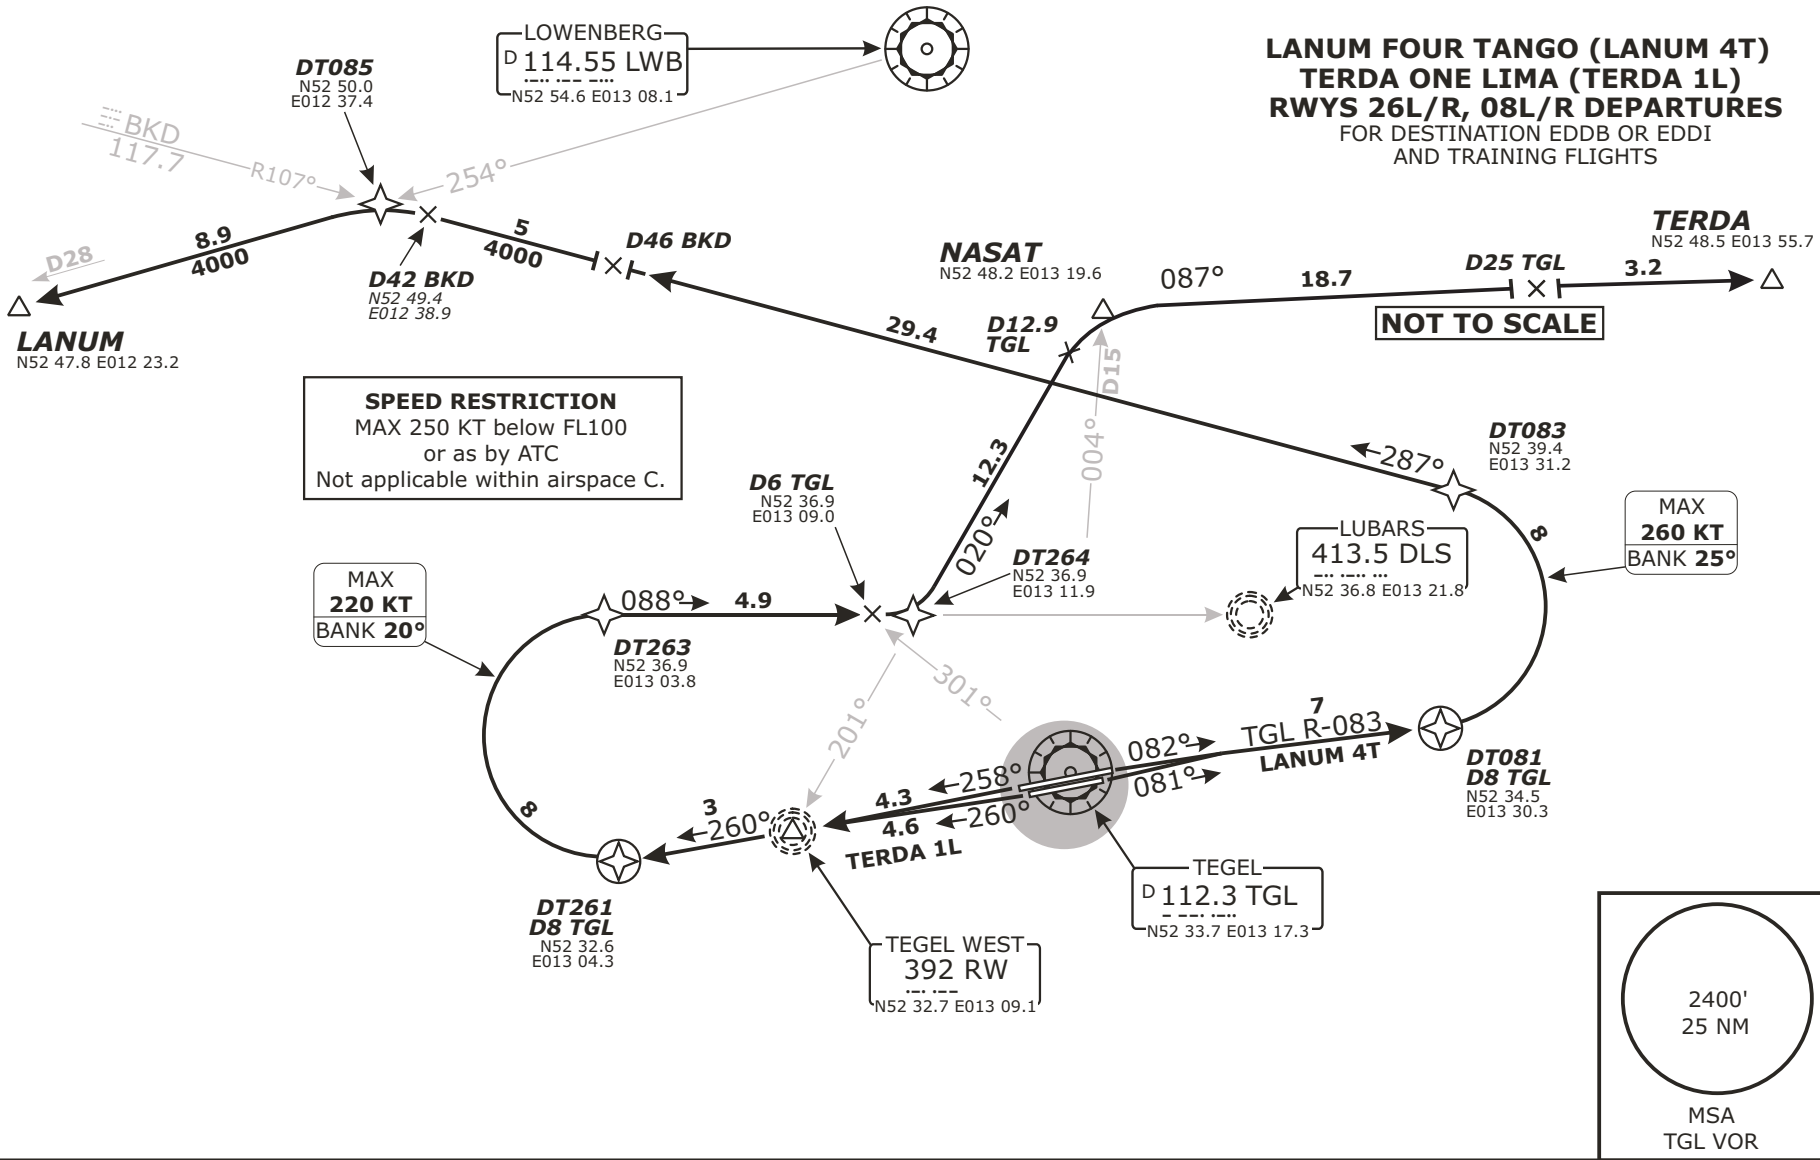 LANUM FOUR TANGO (LANUM 4T)
TERDA ONE LIMA (TERDA 1L)
RWYS 26L/R, 08L/R DEPARTURES
FOR DESTINATION EDDB OR EDDI
AND TRAINING FLIGHTS
LOWENBERG
D 114.55 LWB
N52 54.6 E013 08.1
DT085
N52 50.0
E012 37.4
BKD
117.7
R107°
254°
8.9
4000
D28
LANUM
N52 47.8 E012 23.2
D42 BKD
N52 49.4
E012 38.9
5
4000
D46 BKD
NASAT
N52 48.2 E013 19.6
087°
18.7
D25 TGL
3.2
TERDA
N52 48.5 E013 55.7
NOT TO SCALE
D12.9
TGL
29.4
D15
004°
SPEED RESTRICTION
MAX 250 KT below FL100
or as by ATC
Not applicable within airspace C.
12.3
020°
D6 TGL
N52 36.9
E013 09.0
DT083
N52 39.4
E013 31.2
287°
8
MAX
260 KT
BANK 25°
LUBARS
413.5 DLS
N52 36.8 E013 21.8
DT264
N52 36.9
E013 11.9
MAX
220 KT
BANK 20°
088°
4.9
DT263
N52 36.9
E013 03.8
301°
201°
7
TGL R-083
LANUM 4T
082°
081°
DT081
D8 TGL
N52 34.5
E013 30.3
258°
4.3
260°
4.6
TERDA 1L
3
260°
8
DT261
D8 TGL
N52 32.6
E013 04.3
TEGEL
D 112.3 TGL
N52 33.7 E013 17.3
TEGEL WEST
392 RW
N52 32.7 E013 09.1
2400'
25 NM
MSA
TGL VOR